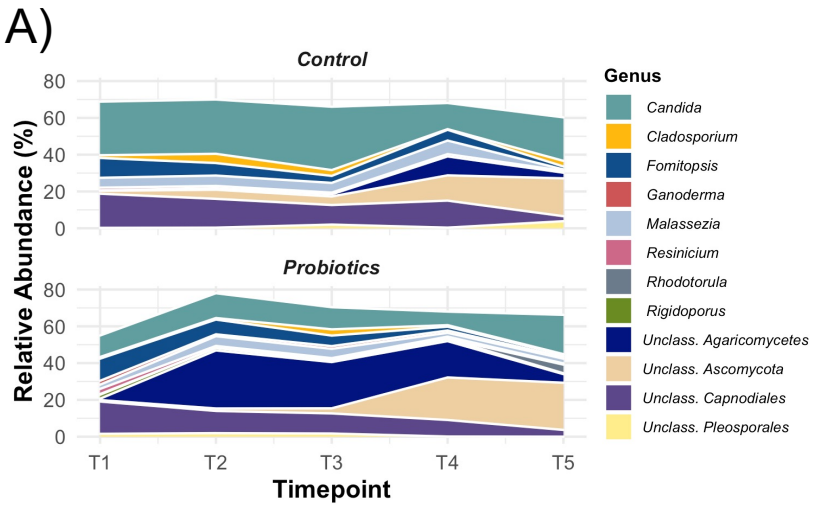 A)
Control
Relative Abundance (%)
80
60
40
20
0
Probiotics
80
60
40
20
0
T1 T2 T3 T4 T5
Timepoint
Genus
Candida
Cladosporium
Fomitopsis
Ganoderma
Malassezia
Resinicium
Rhodotorula
Rigidoporus
Unclass. Agaricomycetes
Unclass. Ascomycota
Unclass. Capnodiales
Unclass. Pleosporales